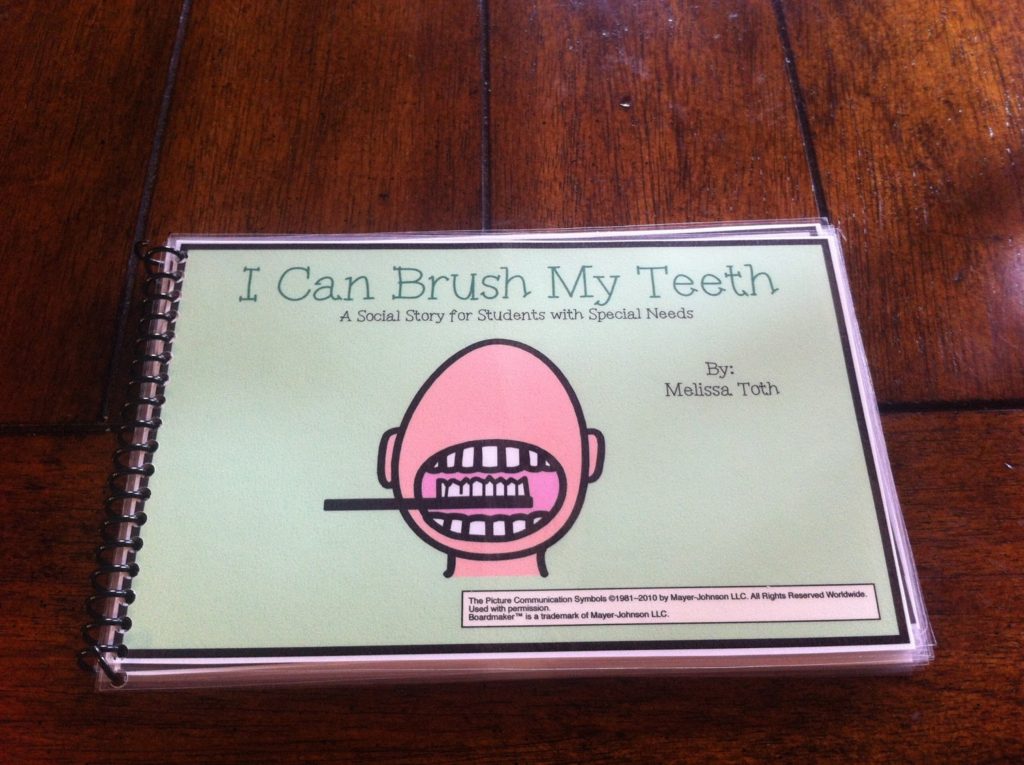 I Can Brush My Teeth
A Social Story for Students with Special Needs
By:
Melissa Toth
The Picture Communication Symbols ©1981–2010 by Mayer-Johnson LLC. All Rights Reserved Worldwide.
Used with permission.
Boardmaker™ is a trademark of Mayer-Johnson LLC.